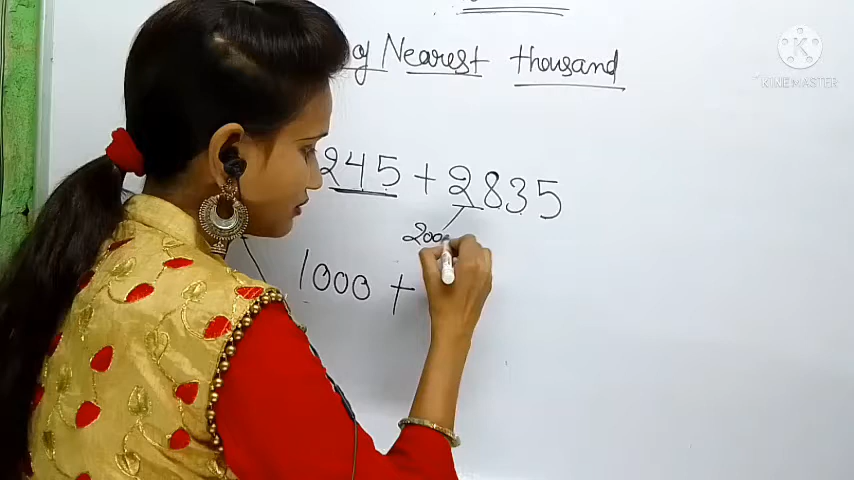 of Nearest thousand
KINEMASTER
245 + 2835
200
1000 +